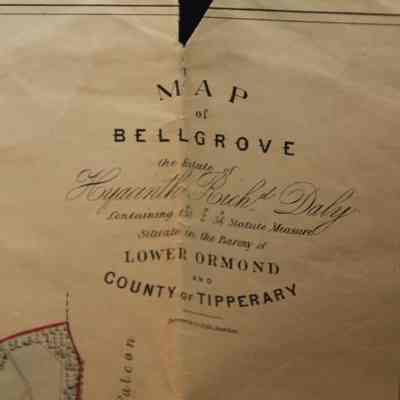 MAP
of
BELLGROVE
the Estate of
Hyacinth Richd. Daly
Containing Statute Measure
Situate in the Barony of
LOWER ORMOND
AND
COUNTY OF TIPPERARY
Falcon